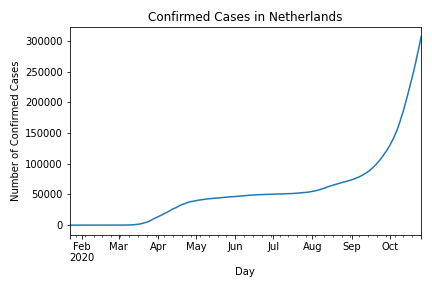 Confirmed Cases in Netherlands
300000
250000
200000
150000
100000
50000
0
Number of Confirmed Cases
Feb Mar Apr May Jun Jul Aug Sep Oct
2020
Day